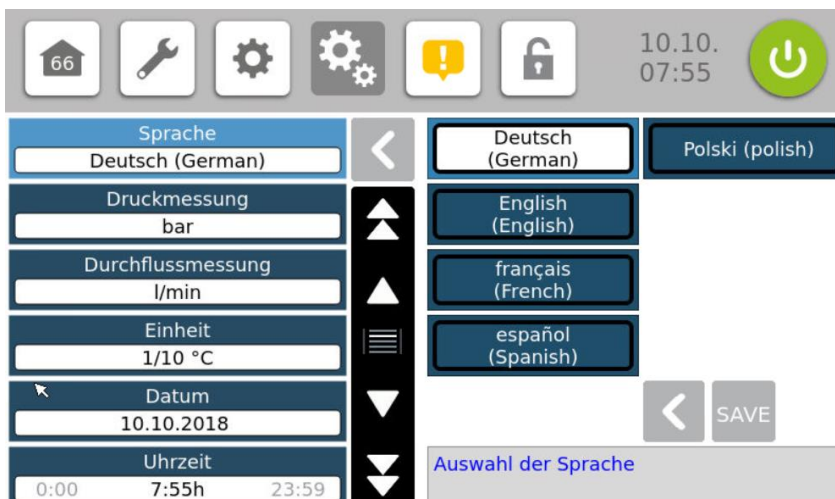 66
!
10.10.
07:55
Sprache
Deutsch (German)
Druckmessung
bar
Durchflussmessung
l/min
Einheit
1/10 °C
Datum
10.10.2018
Uhrzeit
0:00 7:55h 23:59
Deutsch
(German)
Polski (polish)
English
(English)
français
(French)
español
(Spanish)
SAVE
Auswahl der Sprache